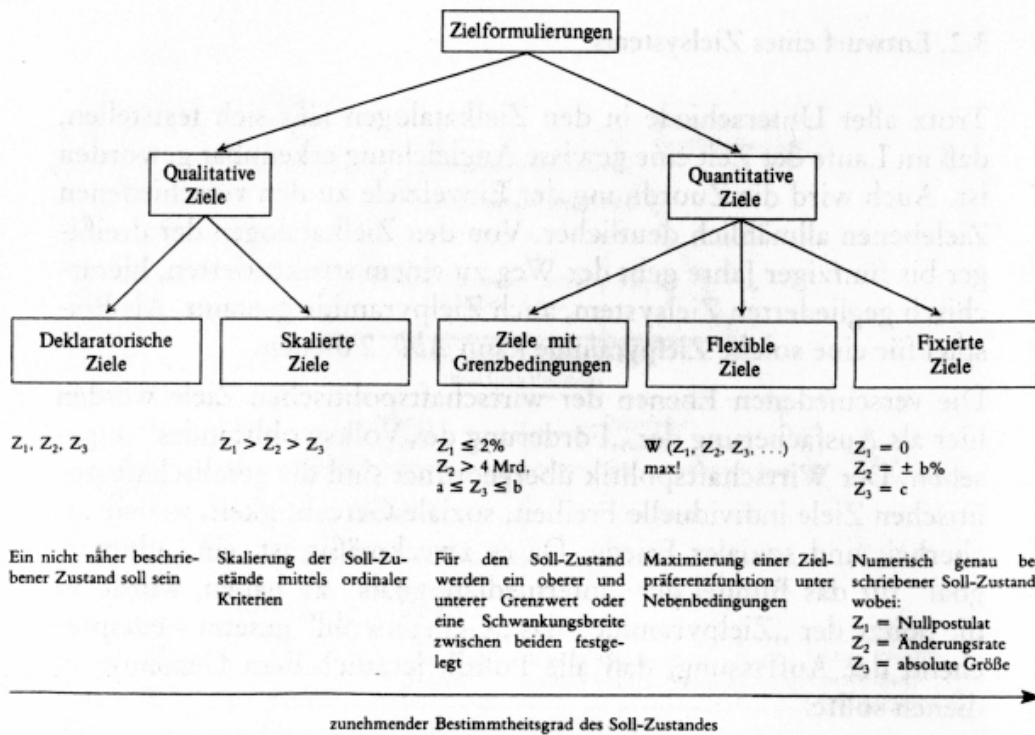 Zielformulierungen
Qualitative
Ziele
Quantitative
Ziele
Deklaratorische
Ziele
Skalierte
Ziele
Ziele mit
Grenzbedingungen
Flexible
Ziele
Fixierte
Ziele
Z₁, Z₂, Z₃
Z₁ > Z₂ > Z₃
Z₁ ≤ 2%
Z₂ > 4 Mrd.
a ≤ Z₃ ≤ b
W (Z₁, Z₂, Z₃, ...)
max!
Z₁ = 0
Z₂ = ± b%
Z₃ = c
Ein nicht näher beschrie-
bener Zustand soll sein
Skalierung der Soll-Zu-
stände mittels ordinaler
Kriterien
Für den Soll-Zustand
werden ein oberer und
unterer Grenzwert oder
eine Schwankungsbreite
zwischen beiden festge-
legt
Maximierung einer Ziel-
präferenzfunktion unter
Nebenbedingungen
Numerisch genau be
schriebener Soll-Zustand
wobei:
Z₁ = Nullpostulat
Z₂ = Änderungsrate
Z₃ = absolute Größe
zunehmender Bestimmtheitsgrad des Soll-Zustandes